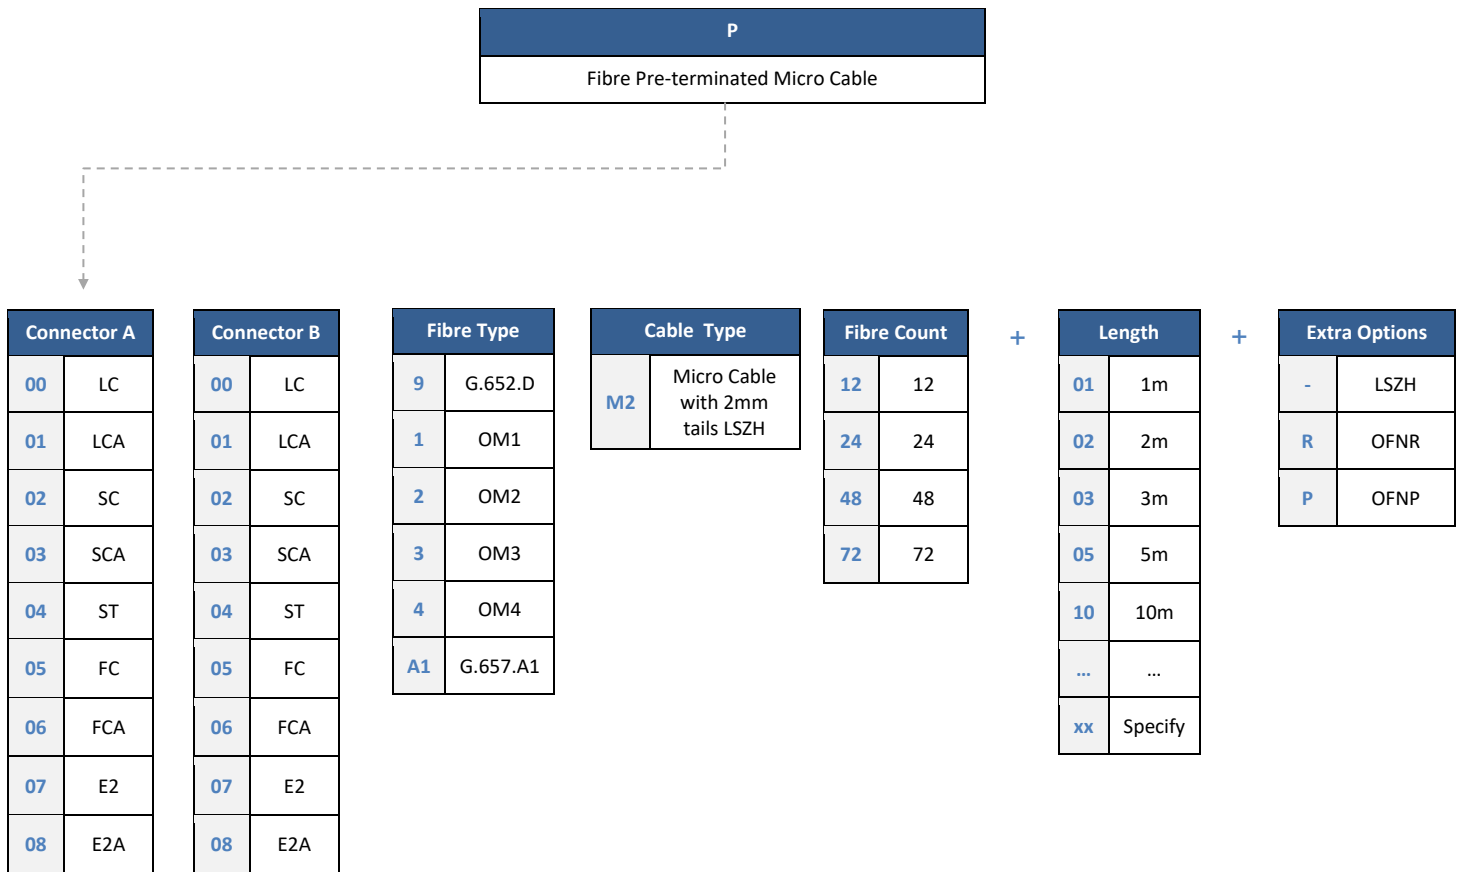 P
Fibre Pre-terminated Micro Cable
Connector A
00 LC
01 LCA
02 SC
03 SCA
04 ST
05 FC
06 FCA
07 E2
08 E2A
Connector B
00 LC
01 LCA
02 SC
03 SCA
04 ST
05 FC
06 FCA
07 E2
08 E2A
Fibre Type
9 G.652.D
1 OM1
2 OM2
3 OM3
4 OM4
A1 G.657.A1
Cable Type
M2
Micro Cable
with 2mm
tails LSZH
Fibre Count
12 12
24 24
48 48
72 72
+
Length
01 1m
02 2m
03 3m
05 5m
10 10m
... ...
xx Specify
+
Extra Options
- LSZH
R OFNR
P OFNP